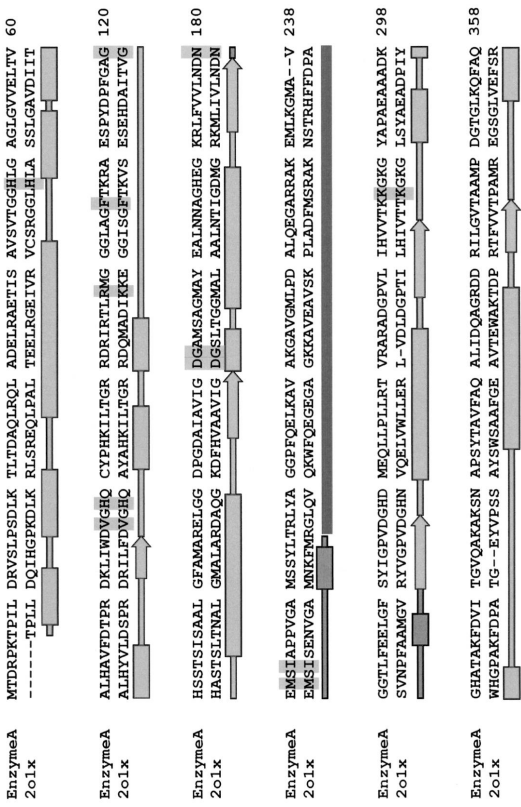 EnzymeA MTDRPKTPIL DRVSLPSDLK TLTDAQLRQL ADELRAETIS AVSVTGGHLG AGLGVVELTV 60
2o1x ------TPLL DQIHGPKDLK RLSREQLPAL TEELRGEIVR VCSRGGLHLA SSLGAVDIIT
EnzymeA ALHAVFDTPR DKLIWDVGHQ CYPHKILTGR RDRIRTLRMG GGLAGFTKRA ESPYDPFGAG 120
2o1x ALHYVLDSPR DRILFDVGHQ AYAHKILTGR RDQMADIKKE GGISGFTKVS ESEHDAITVG
EnzymeA HSSTSISAAL GFAMARELGG DPGDAIAVIG DGAMSAGMAY EALNNAGHEG KRLFVVLNDN 180
2o1x HASTSLTNAL GMALARDAQG KDFHVAAVIG DGSLTGGMAL AALNTIGDMG RKMLIVLNDN
EnzymeA EMSIAPPVGA MSSYLTRLYA GGPFQELKAV AKGAVGMLPD ALQEGARRAK EMLKGMA--V 238
2o1x EMSISENVGA MNKFMRGLQV QKWFQEGEGA GKKAVEAVSK PLADFMSRAK NSTRHFFDPA
EnzymeA GGTLFEELGF SYIGPVDGHD MEQLLPLLRT VRARADGPVL IHVVTKKGKG YAPAEAAADK 298
2o1x SVNPFAAMGV RYVGPVDGHN VQELVWLLER L-VDLDGPTI LHIVTTKGKG LSYAEADPIY
EnzymeA GHATAKFDVI TGVQAKAKSN APSYTAVFAQ ALIDQAGRDD RILGVTAAMP DGTGLKQFAQ 358
2o1x WHGPAKFDPA TG--EYVPSS AYSWSAAFGE AVTEWAKTDP RTFVVTPAMR EGSGLVEFSR